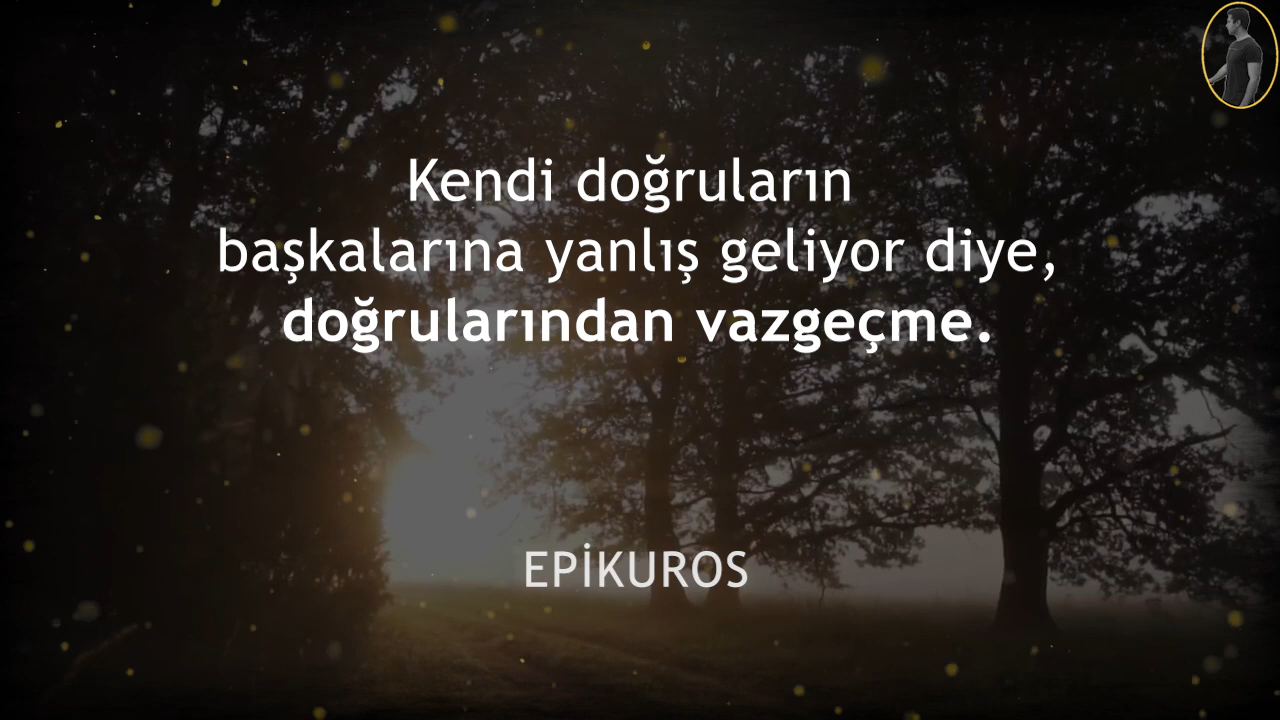 Kendi doğruların
başkalarına yanlış geliyor diye,
doğrularından vazgeçme.
EPİKUROS